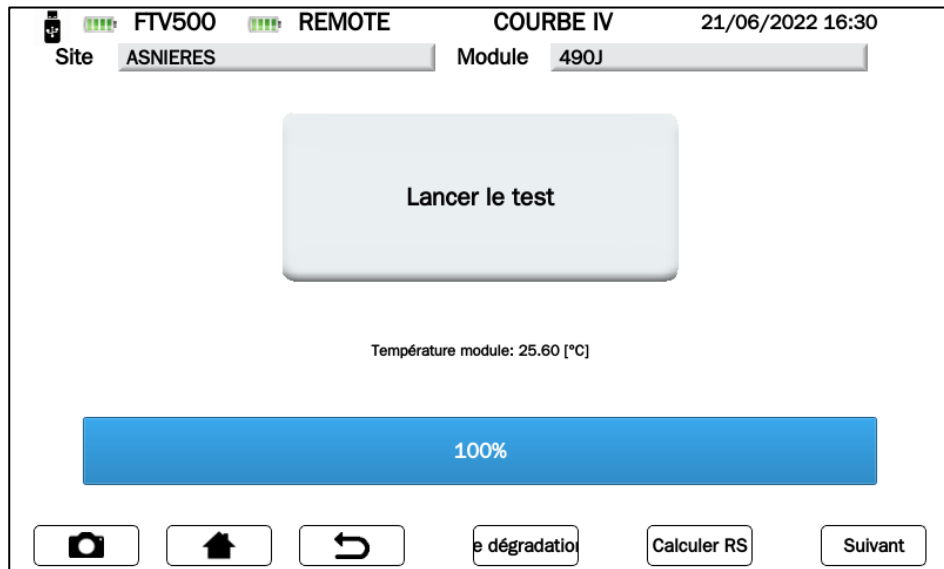 FTV500 REMOTE COURBE IV 21/06/2022 16:30
Site ASNIERES Module 490J
Lancer le test
Température module: 25.60 [°C]
100%
e dégradation Calculer RS Suivant